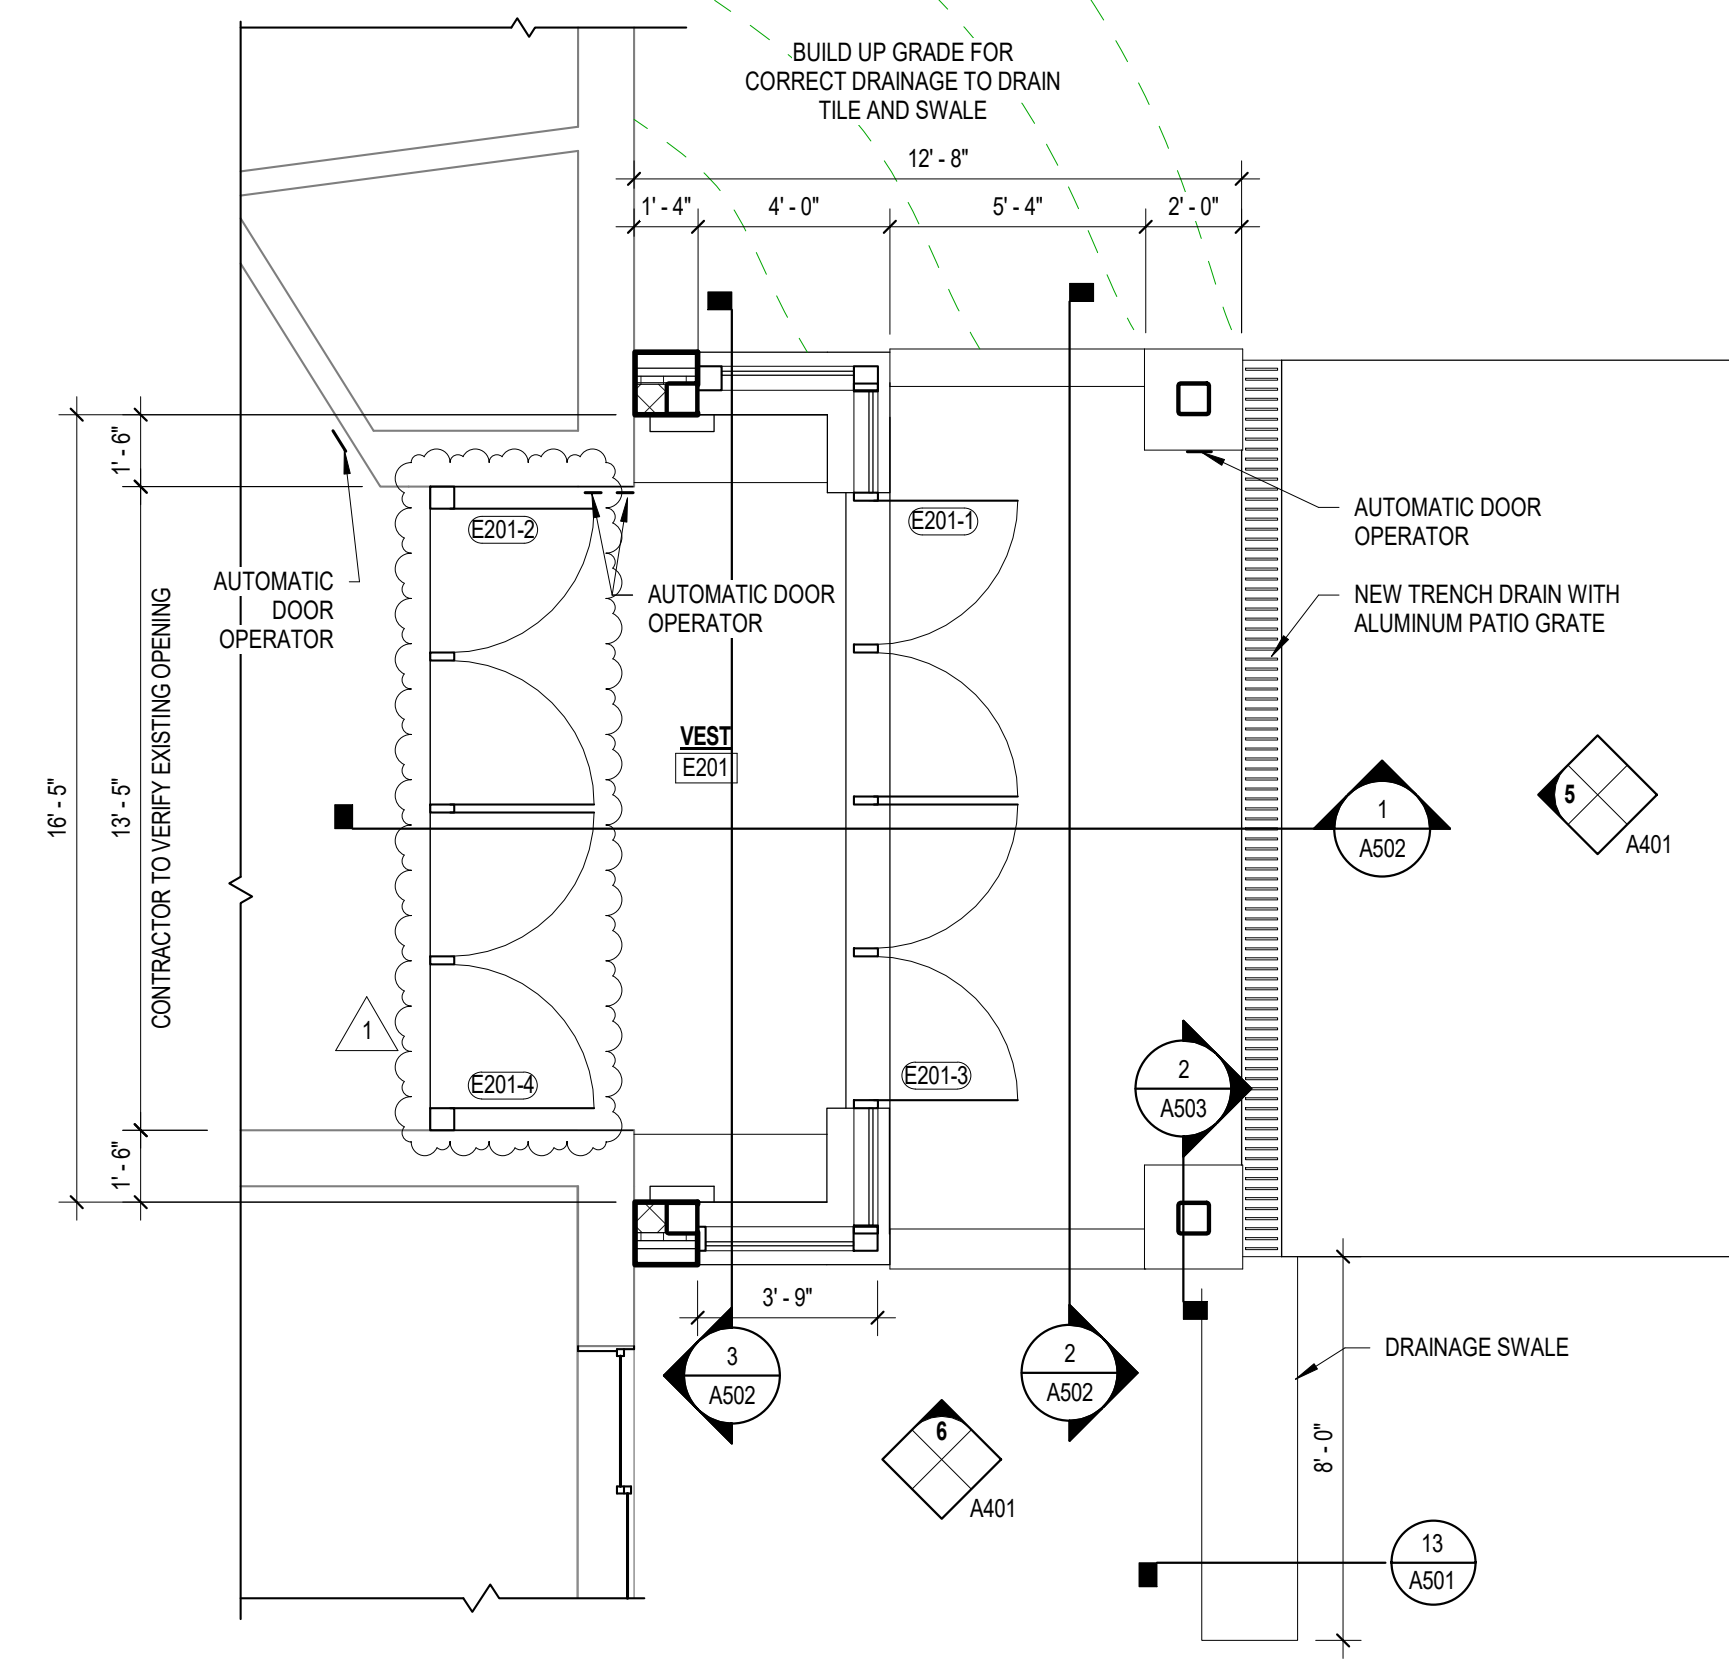 BUILD UP GRADE FOR
CORRECT DRAINAGE TO DRAIN
TILE AND SWALE
12' - 8"
1' - 4"
4' - 0"
5' - 4"
2' - 0"
1' - 6"
E201-2
E201-1
AUTOMATIC DOOR
OPERATOR
AUTOMATIC
DOOR
OPERATOR
AUTOMATIC DOOR
OPERATOR
NEW TRENCH DRAIN WITH
ALUMINUM PATIO GRATE
16' - 5"
13' - 5"
CONTRACTOR TO VERIFY EXISTING OPENING
VEST
E201
1
A502
5
A401
1
E201-4
E201-3
2
A503
1' - 6"
3' - 9"
3
A502
2
A502
DRAINAGE SWALE
6
A401
8' - 0"
13
A501